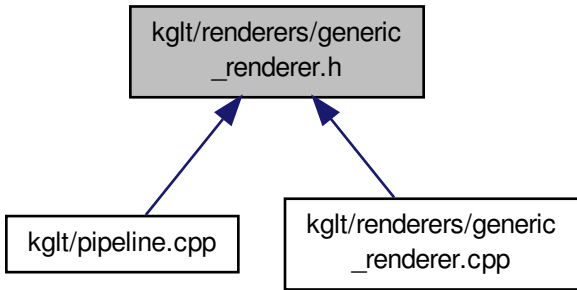 kglt/renderers/generic
_renderer.h
kglt/pipeline.cpp
kglt/renderers/generic
_renderer.cpp